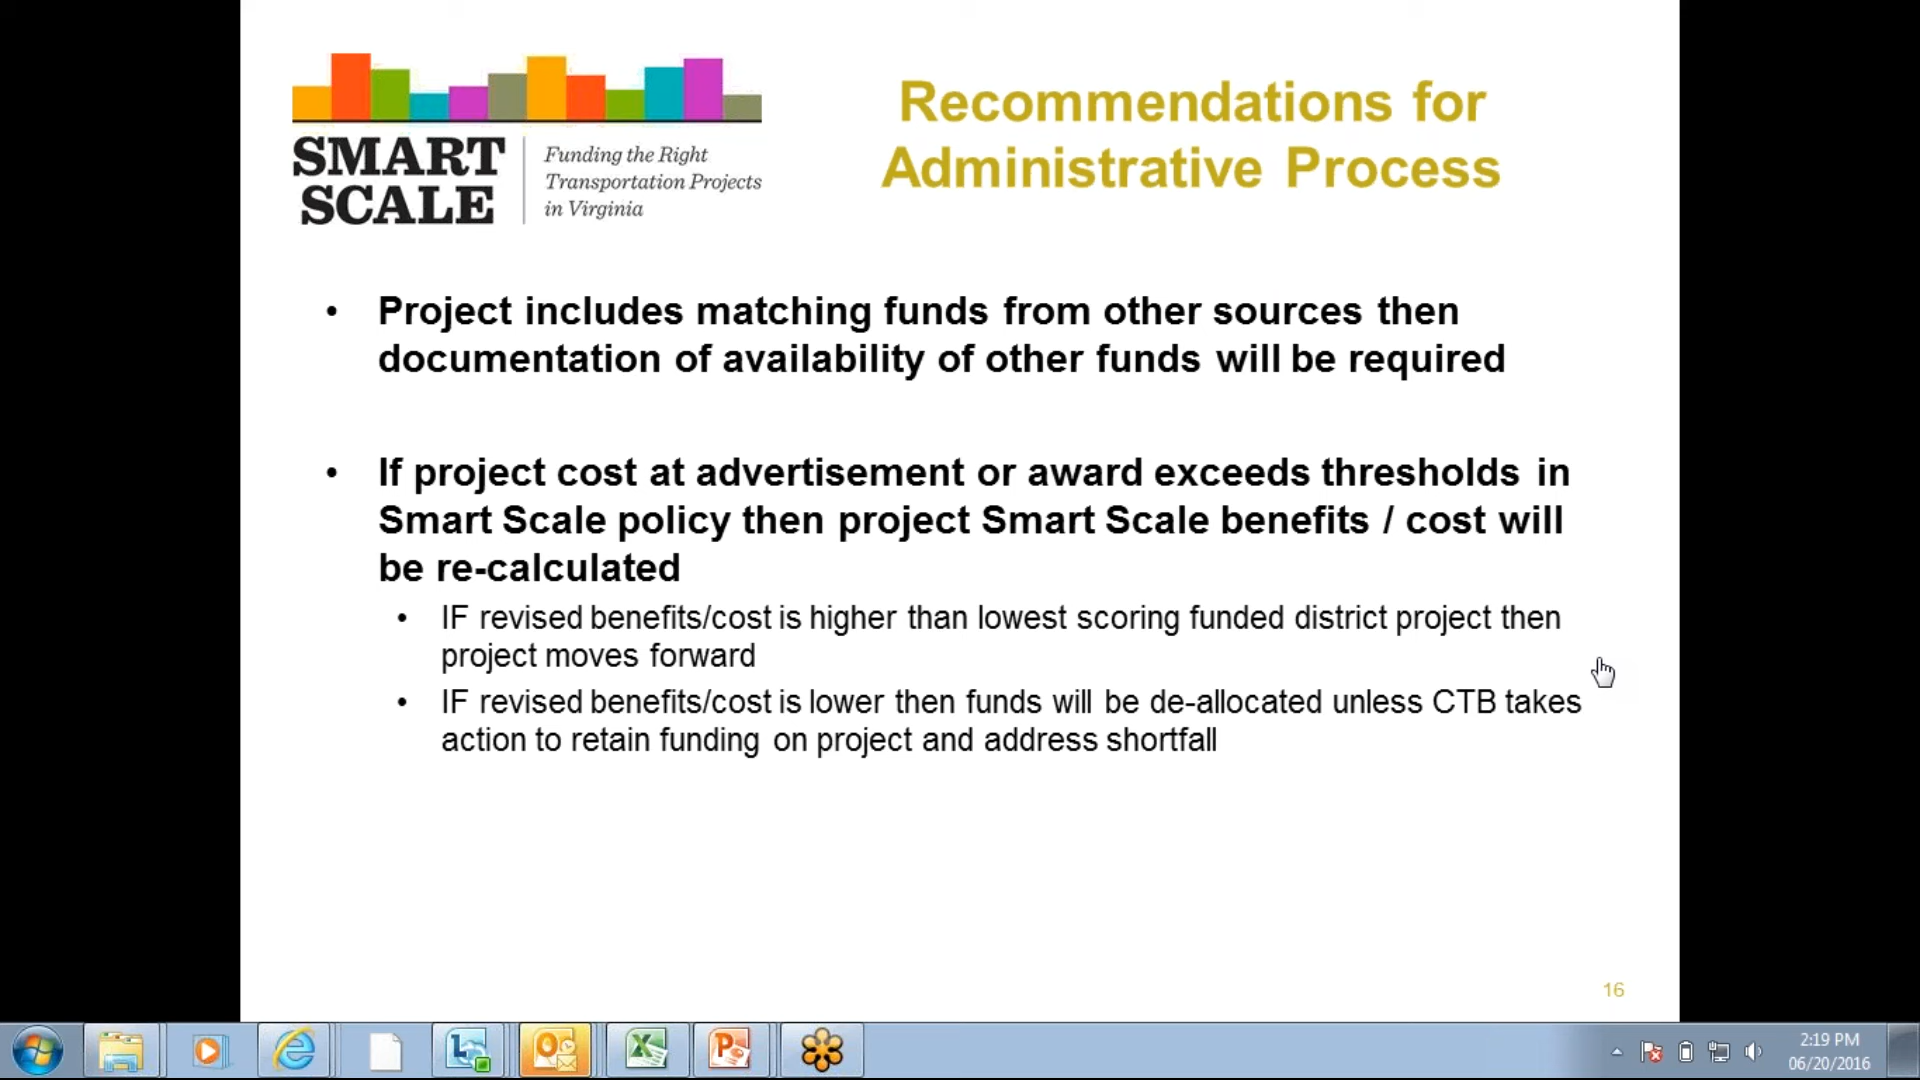 SMART
SCALE
Funding the Right
Transportation Projects
in Virginia
Recommendations for
Administrative Process
• Project includes matching funds from other sources then
documentation of availability of other funds will be required
• If project cost at advertisement or award exceeds thresholds in
Smart Scale policy then project Smart Scale benefits / cost will
be re-calculated
• IF revised benefits/cost is higher than lowest scoring funded district project then
project moves forward
• IF revised benefits/cost is lower then funds will be de-allocated unless CTB takes
action to retain funding on project and address shortfall
16
2:19 PM
06/20/2016